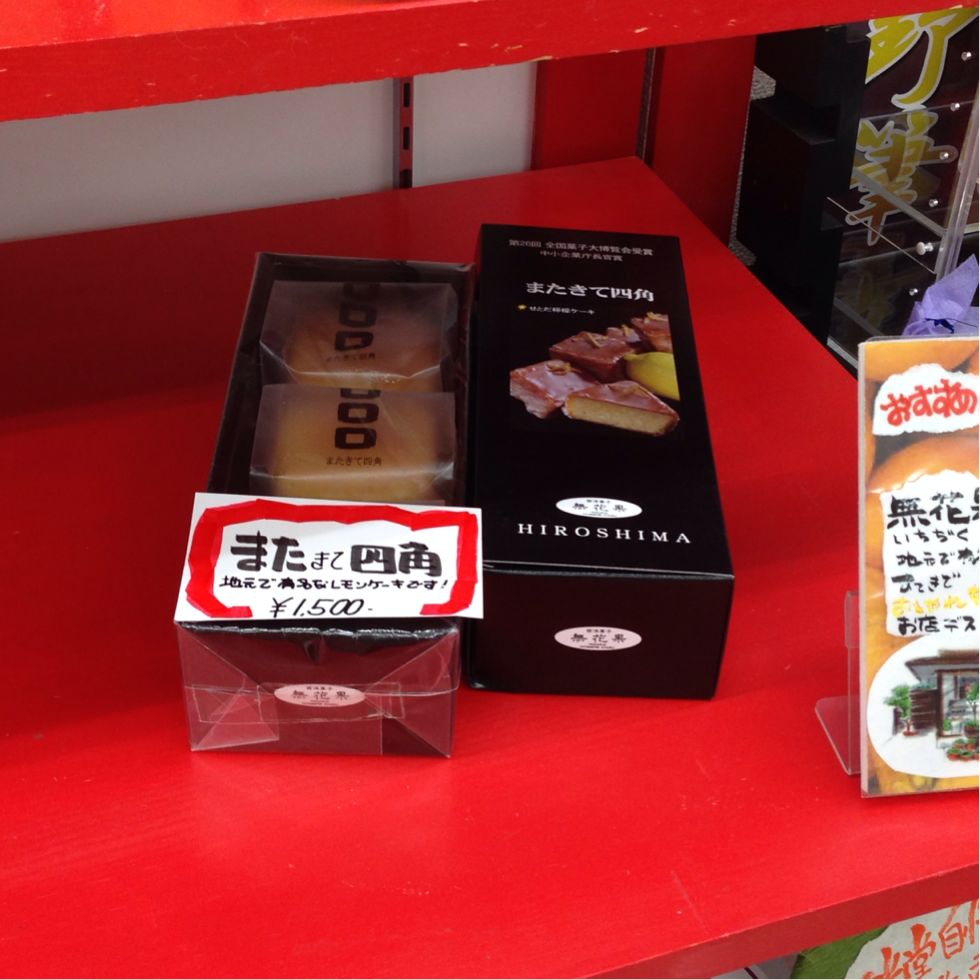 第26回 全国菓子大博覧会受賞
中小企業庁長官賞
またきて四角
せとだ檸檬ケーキ
無花果
HIROSHIMA
無花果
またきて四角
またきて四角
また きて 四角
地元で有名なレモンケーキです!
¥1,500-
無花果
おすすめ
無花果
いちぢく
地元で
お店デス
筆
堂